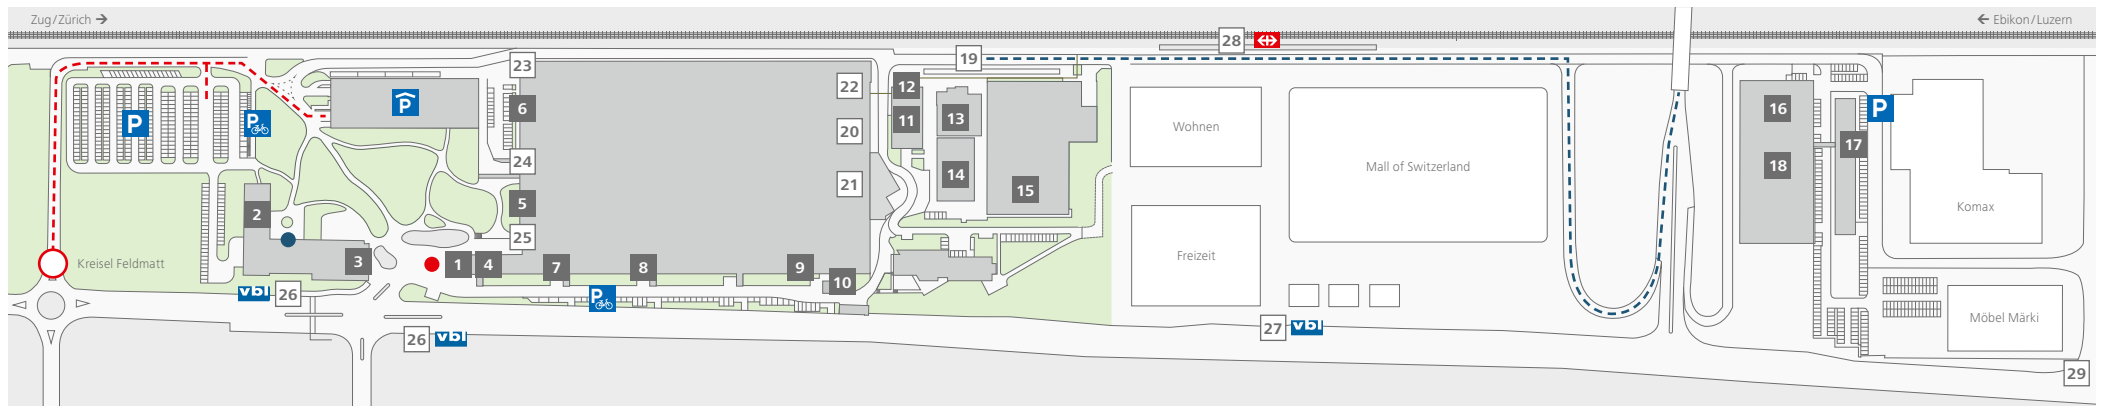 Zug/Zürich →
← Ebikon/Luzern
28
19
23
22
12
6
P
P
P
11
13
20
Wohnen
16
P
17
Mall of Switzerland
18
24
14
21
15
5
2
Komax
25
Kreisel Feldmatt
3
1
4
7
8
9
10
Freizeit
vbl
26
P
26
vbl
27
vbl
Möbel Märki
29